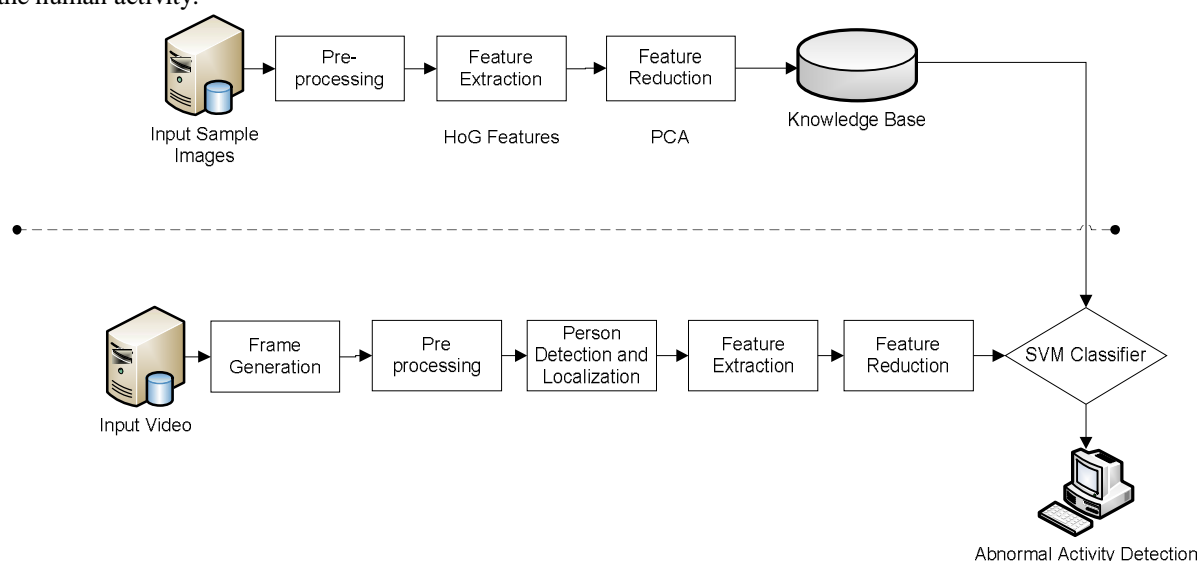 the human activity.
Pre-
processing
Feature
Extraction
Feature
Reduction
Input Sample
Images
HoG Features
PCA
Knowledge Base
Frame
Generation
Pre
processing
Person
Detection and
Localization
Feature
Extraction
Feature
Reduction
SVM Classifier
Input Video
Abnormal Activity Detection